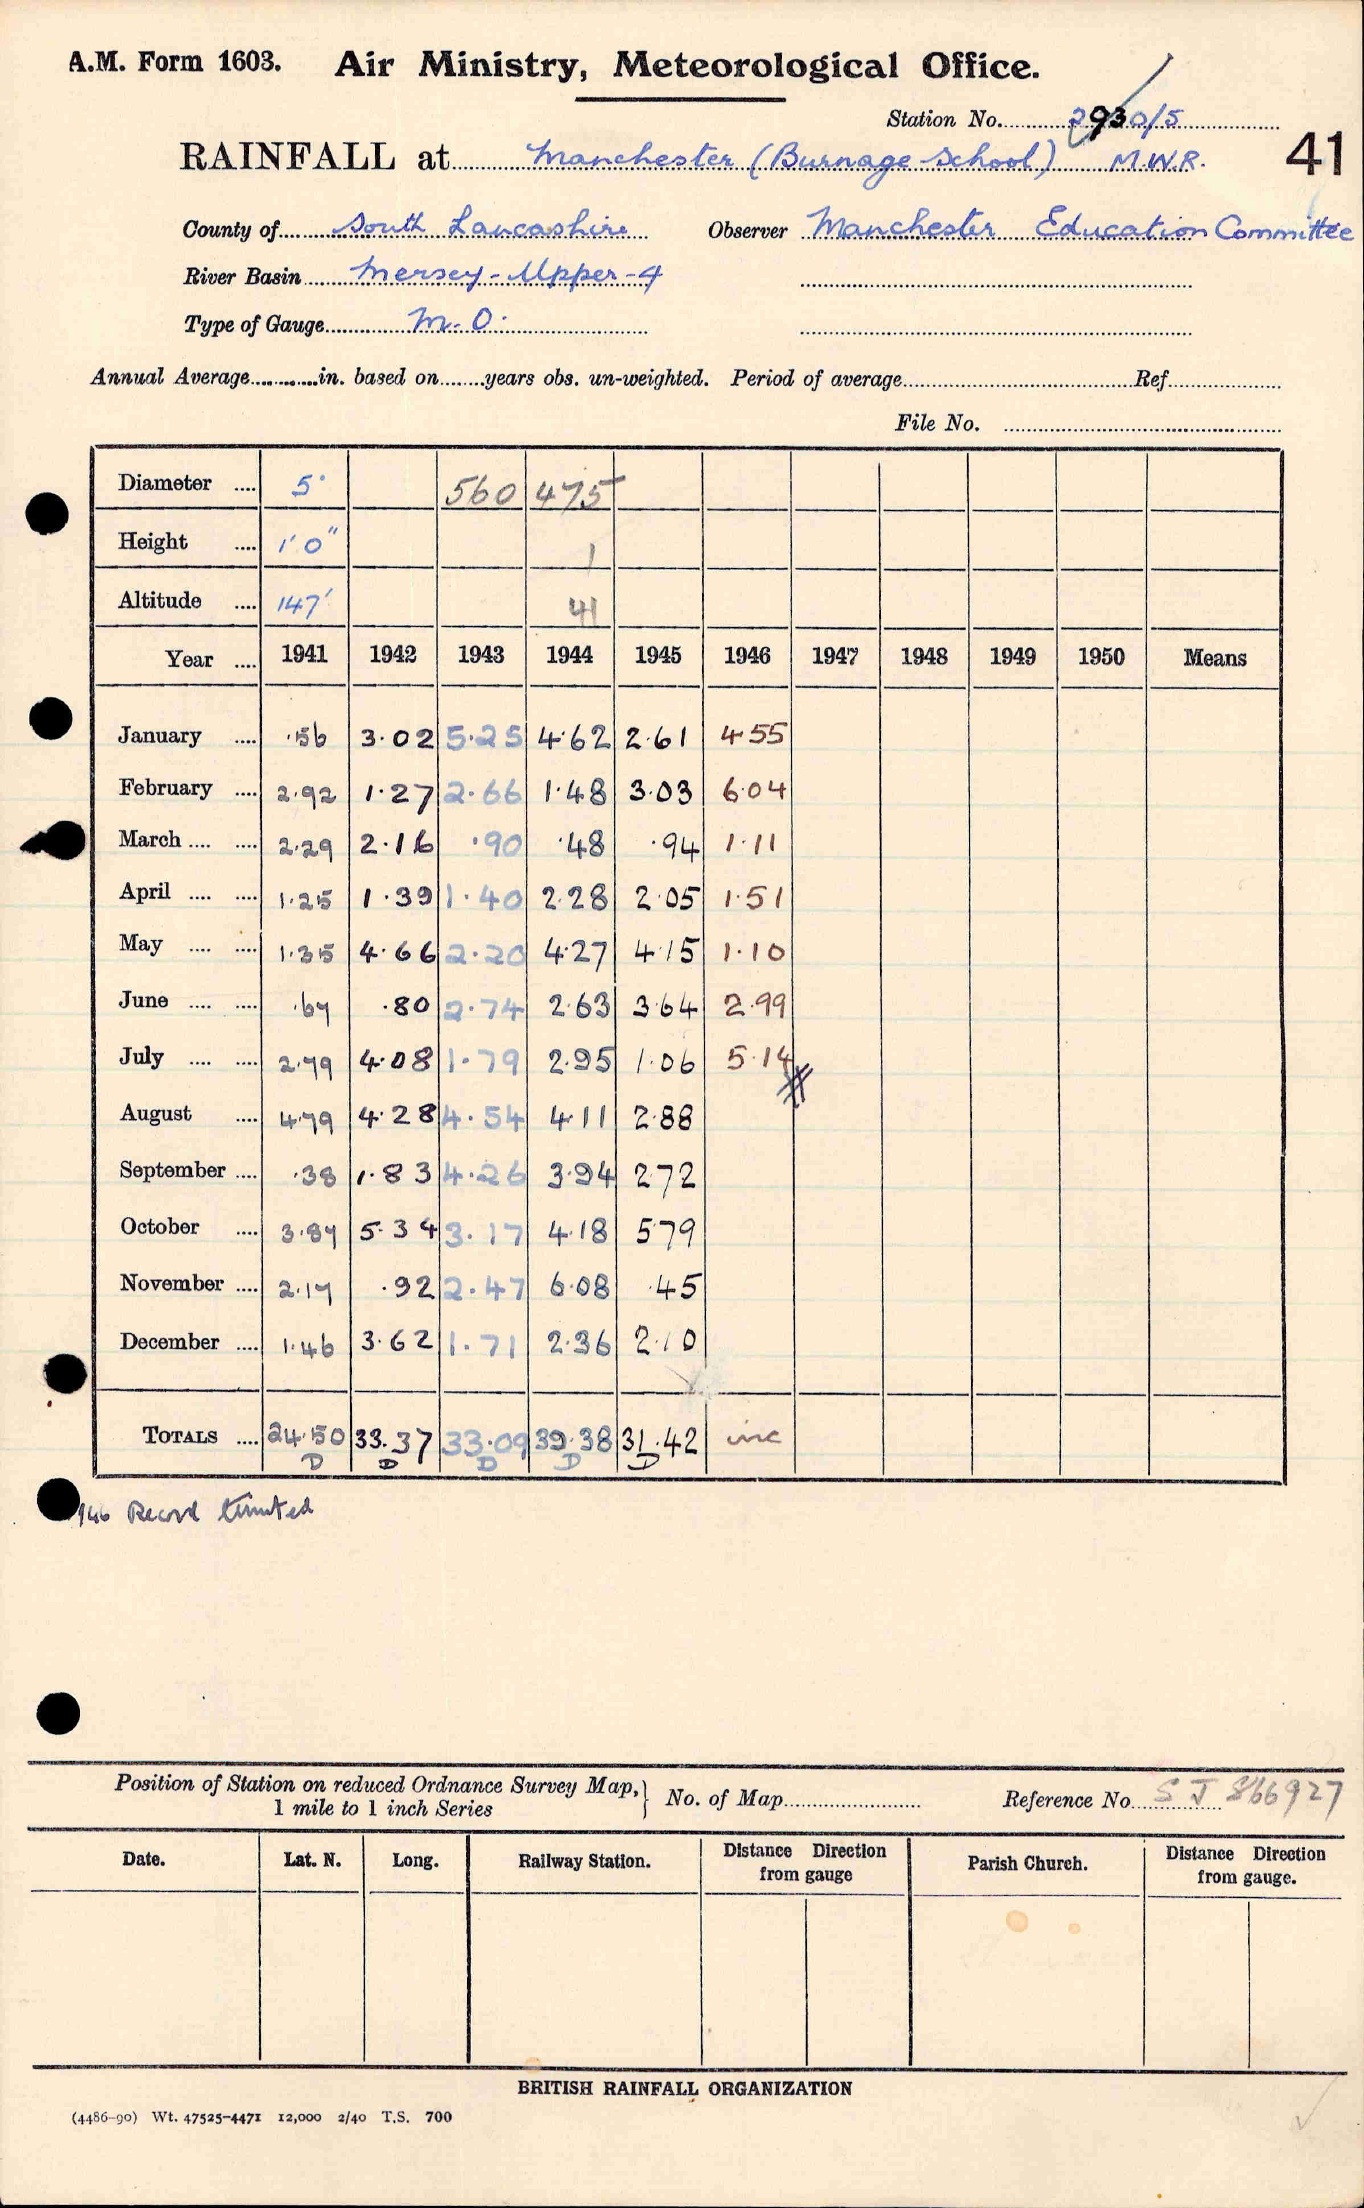 A.M. Form 1603. Air Ministry, Meteorological Office.
Station No. 2930/5
RAINFALL at Manchester (Burnage School) M.W.R. 41
County of South Lancashire Observer Manchester Education Committee
River Basin Mersey-Upper-4
Type of Gauge M.O.
Annual Average............in. based on........years obs. un-weighted. Period of average............ Ref............
File No. ............
Diameter .... 5" 560 475
Height .... 1'0" 1
Altitude .... 147' 41
Year .... 1941 1942 1943 1944 1945 1946 1947 1948 1949 1950 Means
January .... .56 3.02 5.25 4.62 2.61 4.55
February .... 2.92 1.27 2.66 1.48 3.03 6.04
March .... .... 2.29 2.16 .90 .48 .94 1.11
April .... .... 1.25 1.39 1.40 2.28 2.05 1.51
May .... .... 1.35 4.66 2.20 4.27 4.15 1.10
June .... .... .67 .80 2.74 2.63 3.64 2.99
July .... .... 2.79 4.08 1.79 2.95 1.06 5.14
August .... 4.79 4.28 4.54 4.11 2.88
September .... .38 1.83 4.26 3.94 2.72
October .... 3.87 5.34 3.17 4.18 5.79
November .... 2.17 .92 2.47 6.08 .45
December .... 1.46 3.62 1.71 2.36 2.10
TOTALS .... 24.50 33.37 33.09 39.38 31.42 inc
D D D D D
1946 Record limited
Position of Station on reduced Ordnance Survey Map, } No. of Map............ Reference No. SJ 866927
1 mile to 1 inch Series
Date. Lat. N. Long. Railway Station. Distance Direction from gauge Parish Church. Distance Direction from gauge.
BRITISH RAINFALL ORGANIZATION
(4486-90) Wt. 47525-4471 12,000 2/40 T.S. 700